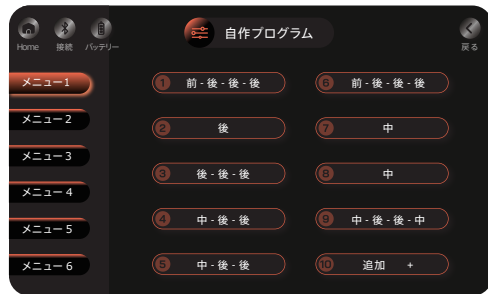 自作プログラム
Home 接続 バッテリー 戻る
メニュー1
メニュー2
メニュー3
メニュー4
メニュー5
メニュー6
1 前 - 後 - 後 - 後
2 後
3 後 - 後 - 後
4 中 - 後 - 後
5 中 - 後 - 後
6 前 - 後 - 後 - 後
7 中
8 中
9 中 - 後 - 後 - 中
10 追加 +